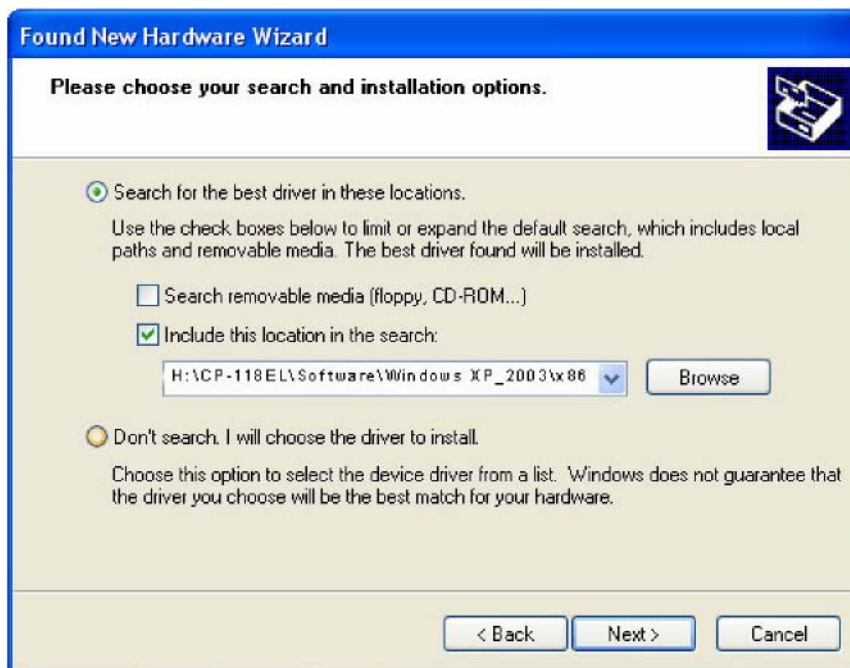 Found New Hardware Wizard
Please choose your search and installation options.
Search for the best driver in these locations.
Use the check boxes below to limit or expand the default search, which includes local
paths and removable media. The best driver found will be installed.
Search removable media (floppy, CD-ROM...)
Include this location in the search:
H:\CP-118EL\Software\Windows XP_2003\x86
Browse
Don't search. I will choose the driver to install.
Choose this option to select the device driver from a list. Windows does not guarantee that
the driver you choose will be the best match for your hardware.
< Back Next > Cancel